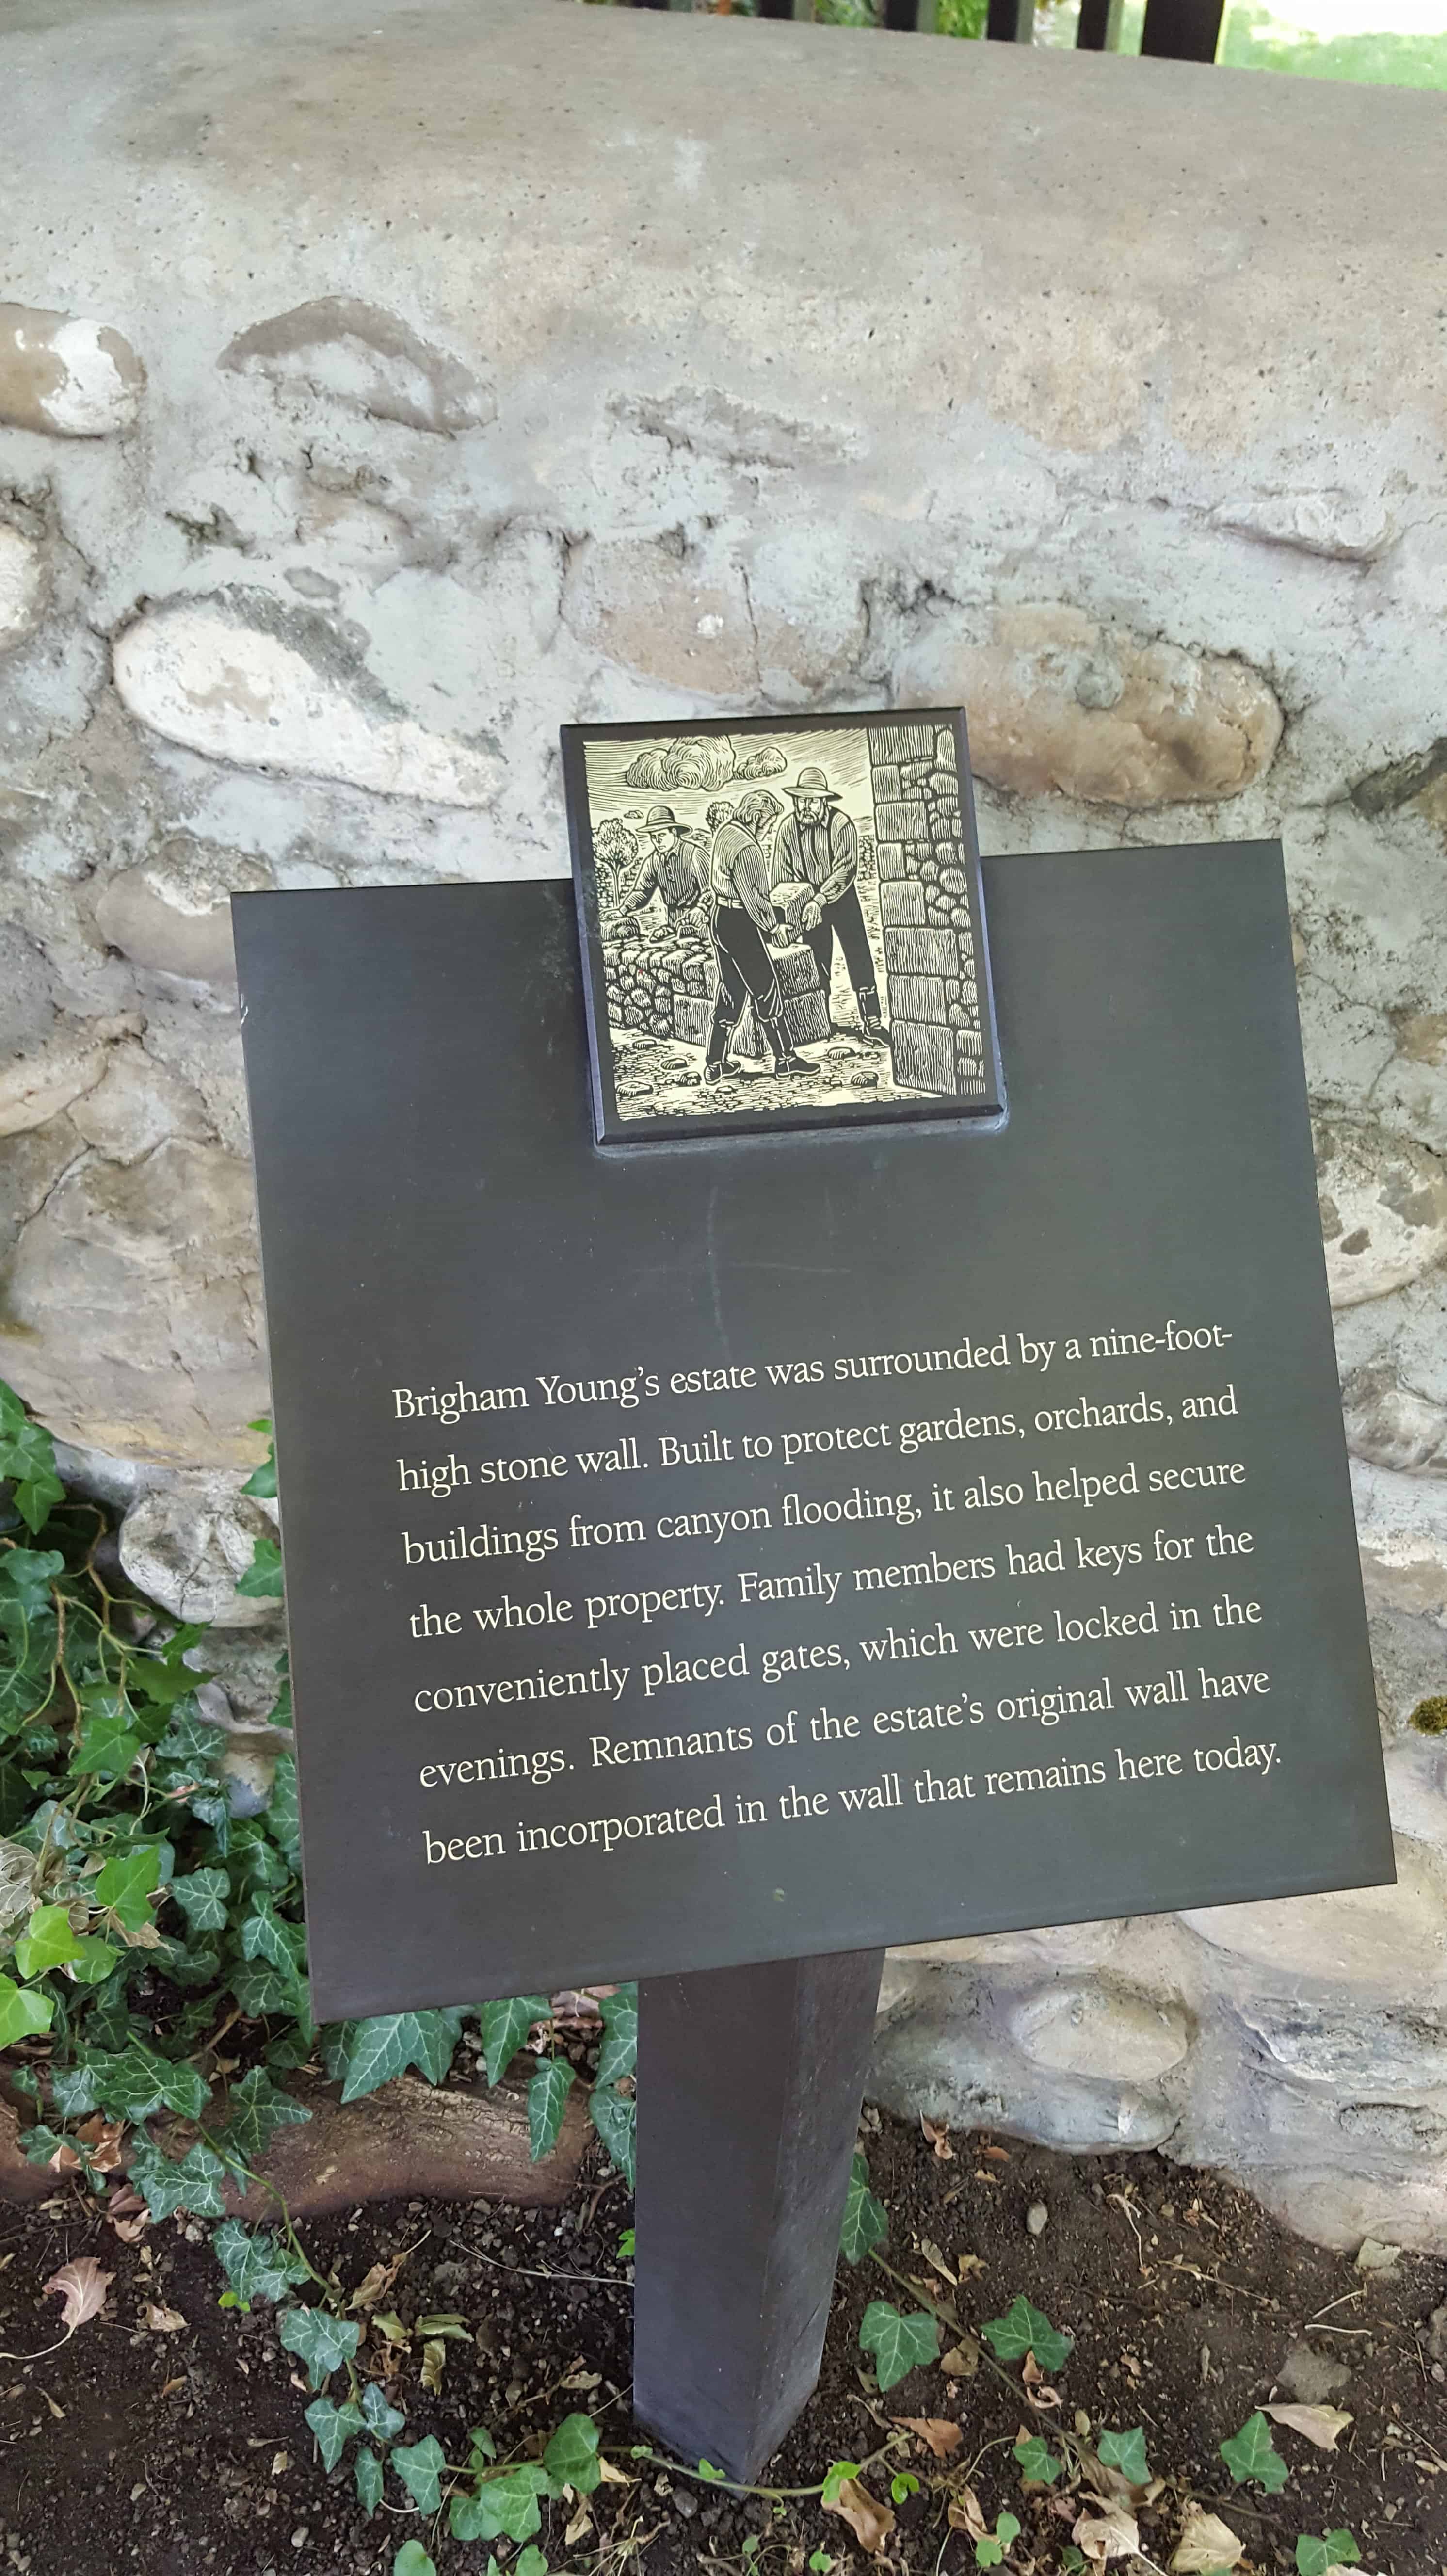 Brigham Young's estate was surrounded by a nine-foot-
high stone wall. Built to protect gardens, orchards, and
buildings from canyon flooding, it also helped secure
the whole property. Family members had keys for the
conveniently placed gates, which were locked in the
evenings. Remnants of the estate's original wall have
been incorporated in the wall that remains here today.